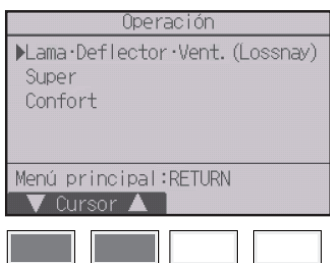 Operación
▶Lama·Deflector·Vent.(Lossnay)
Super
Confort
Menú principal:RETURN
▼ Cursor ▲